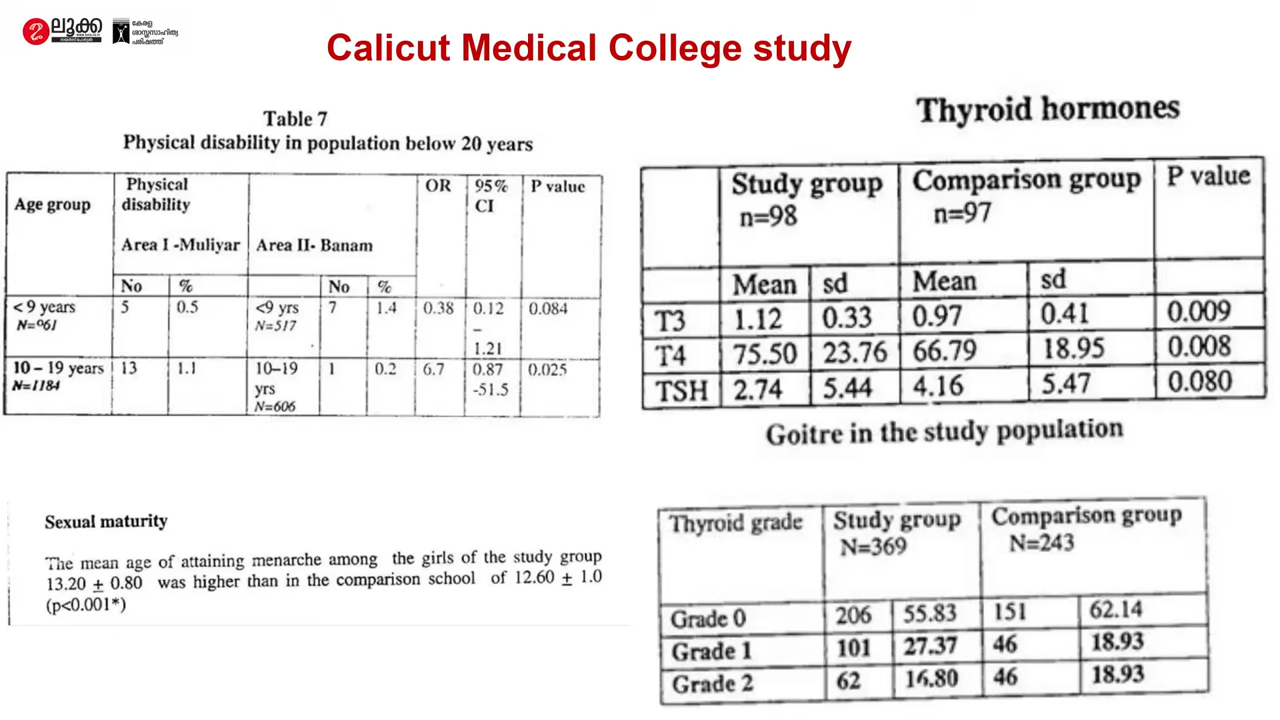 ലൂക്ക
കേരള
ശാസ്ത്രസാഹിത്യ
പരിഷത്ത്
Calicut Medical College study
Table 7
Physical disability in population below 20 years
Age group Physical disability OR 95% CI P value
Area I -Muliyar Area II- Banam
No % No %
< 9 years N=961 5 0.5 <9 yrs N=517 7 1.4 0.38 0.12 – 1.21 0.084
10 – 19 years N=1184 13 1.1 10–19 yrs N=606 1 0.2 6.7 0.87 -51.5 0.025
Sexual maturity
The mean age of attaining menarche among the girls of the study group
13.20 ± 0.80 was higher than in the comparison school of 12.60 ± 1.0
(p<0.001*)
Thyroid hormones
Study group n=98 Comparison group n=97 P value
Mean sd Mean sd
T3 1.12 0.33 0.97 0.41 0.009
T4 75.50 23.76 66.79 18.95 0.008
TSH 2.74 5.44 4.16 5.47 0.080
Goitre in the study population
Thyroid grade Study group N=369 Comparison group N=243
Grade 0 206 55.83 151 62.14
Grade 1 101 27.37 46 18.93
Grade 2 62 16.80 46 18.93